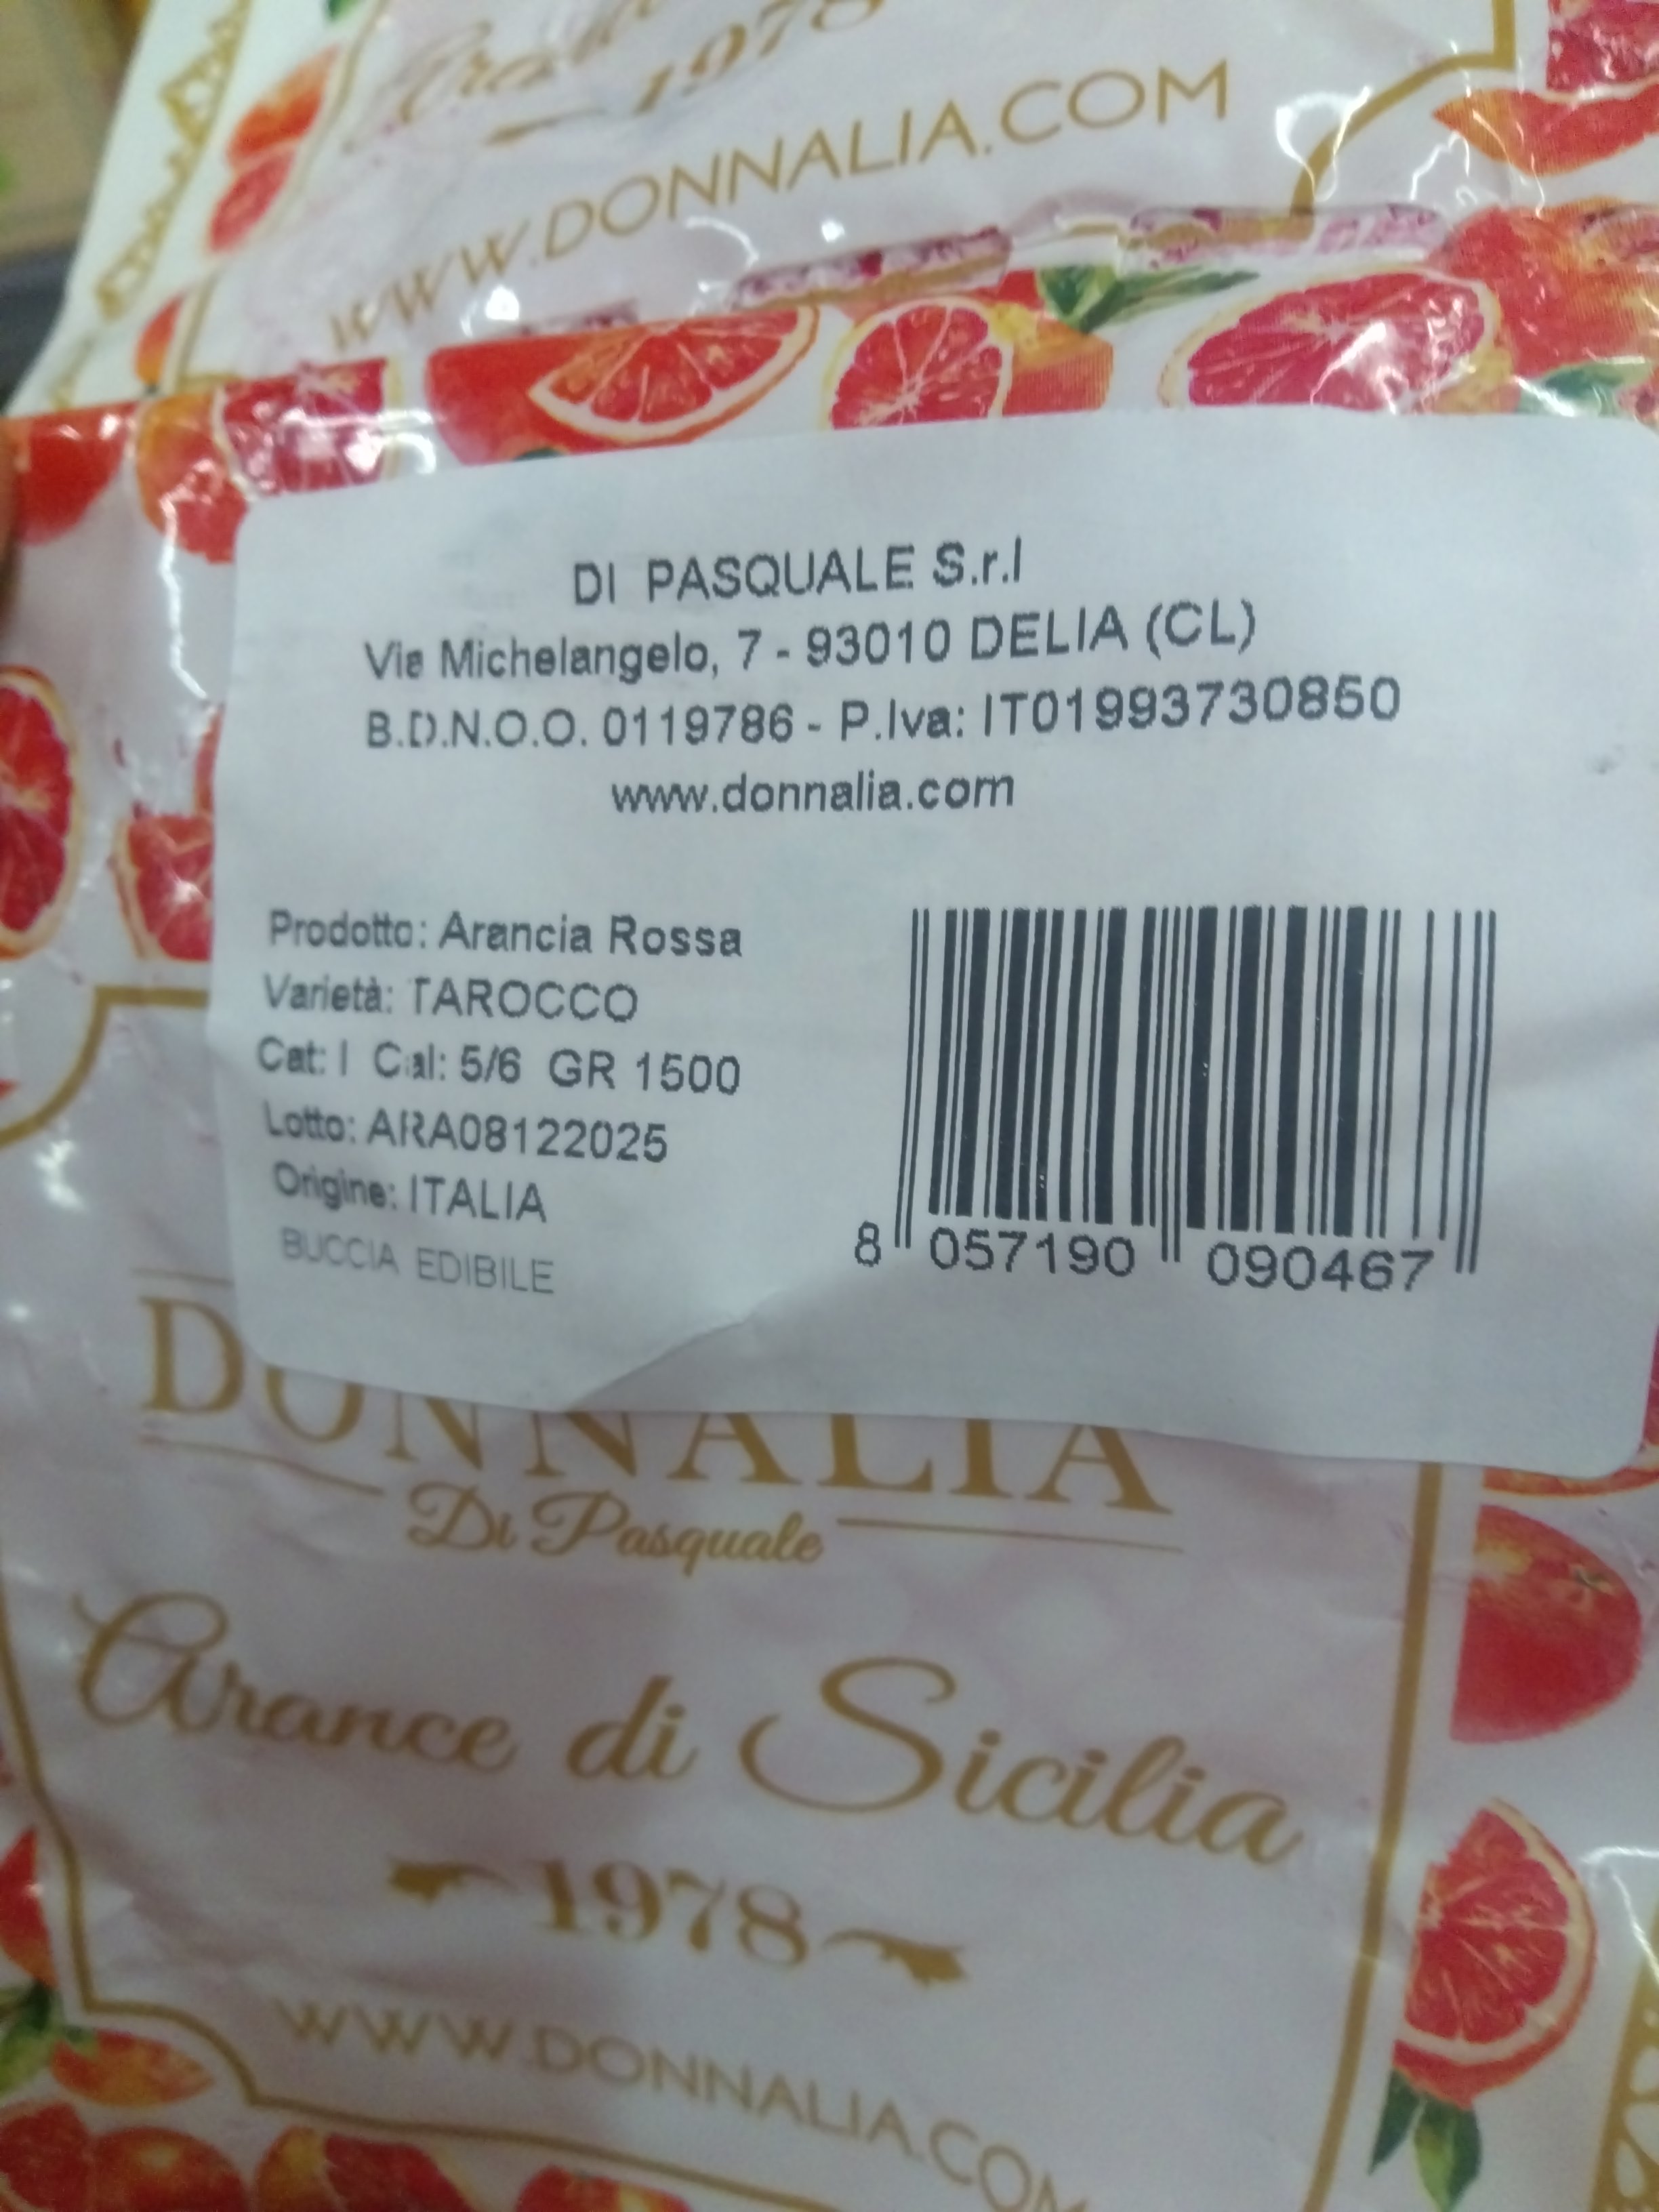 1978
WWW.DONNALIA.COM
DI PASQUALE S.r.l
Via Michelangelo, 7 - 93010 DELIA (CL)
B.D.N.O.O. 0119786 - P.Iva: IT01993730850
www.donnalia.com
Prodotto: Arancia Rossa
Varietà: TAROCCO
Cat: I Cal: 5/6 GR 1500
Lotto: ARA08122025
Origine: ITALIA
BUCCIA EDIBILE
8 057190 090467
DONNALIA
Di Pasquale
Arance di Sicilia
1978
WWW.DONNALIA.COM